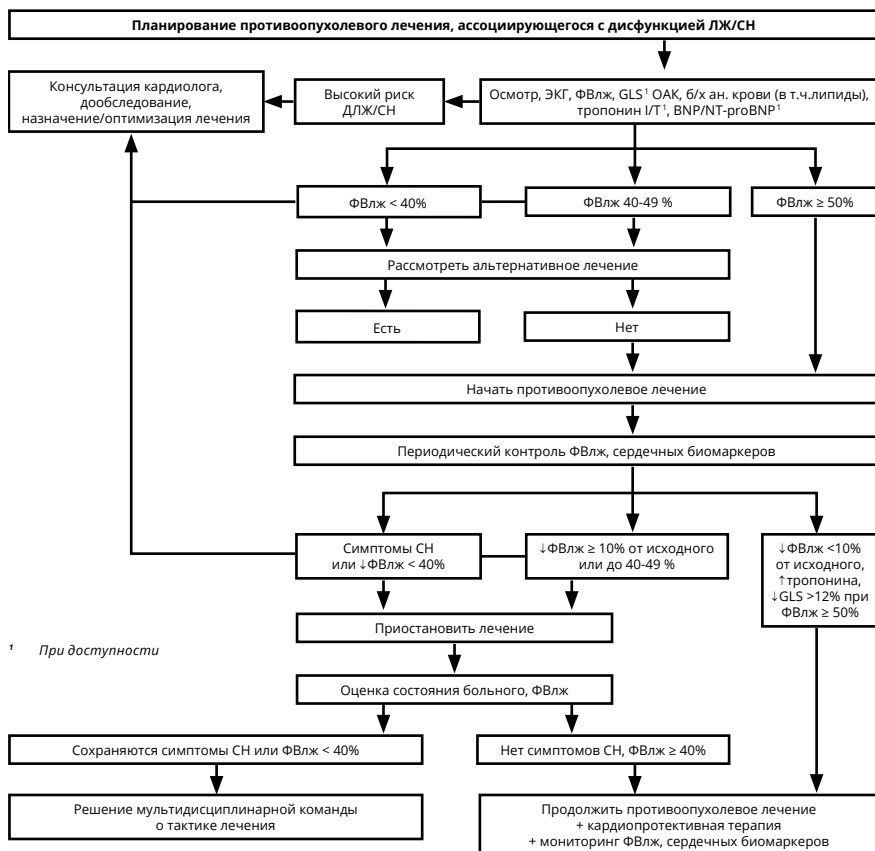 Планирование противоопухолевого лечения, ассоциирующегося с дисфункцией ЛЖ/СН
Консультация кардиолога,
дообследование,
назначение/оптимизация лечения
Высокий риск
ДЛЖ/СН
Осмотр, ЭКГ, ФВлж, GLS¹ ОАК, б/х ан. крови (в т.ч.липиды),
тропонин I/T¹, BNP/NT-proBNP¹
ФВлж < 40%
ФВлж 40-49 %
ФВлж ≥ 50%
Рассмотреть альтернативное лечение
Есть
Нет
Начать противоопухолевое лечение
Периодический контроль ФВлж, сердечных биомаркеров
Симптомы СН
или ↓ФВлж < 40%
↓ФВлж ≥ 10% от исходного
или до 40-49 %
↓ФВлж <10%
от исходного,
↑тропонина,
↓GLS >12% при
ФВлж ≥ 50%
Приостановить лечение
¹ При доступности
Оценка состояния больного, ФВлж
Сохраняются симптомы СН или ФВлж < 40%
Нет симптомов СН, ФВлж ≥ 40%
Решение мультидисциплинарной команды
о тактике лечения
Продолжить противоопухолевое лечение
+ кардиопротективная терапия
+ мониторинг ФВлж, сердечных биомаркеров